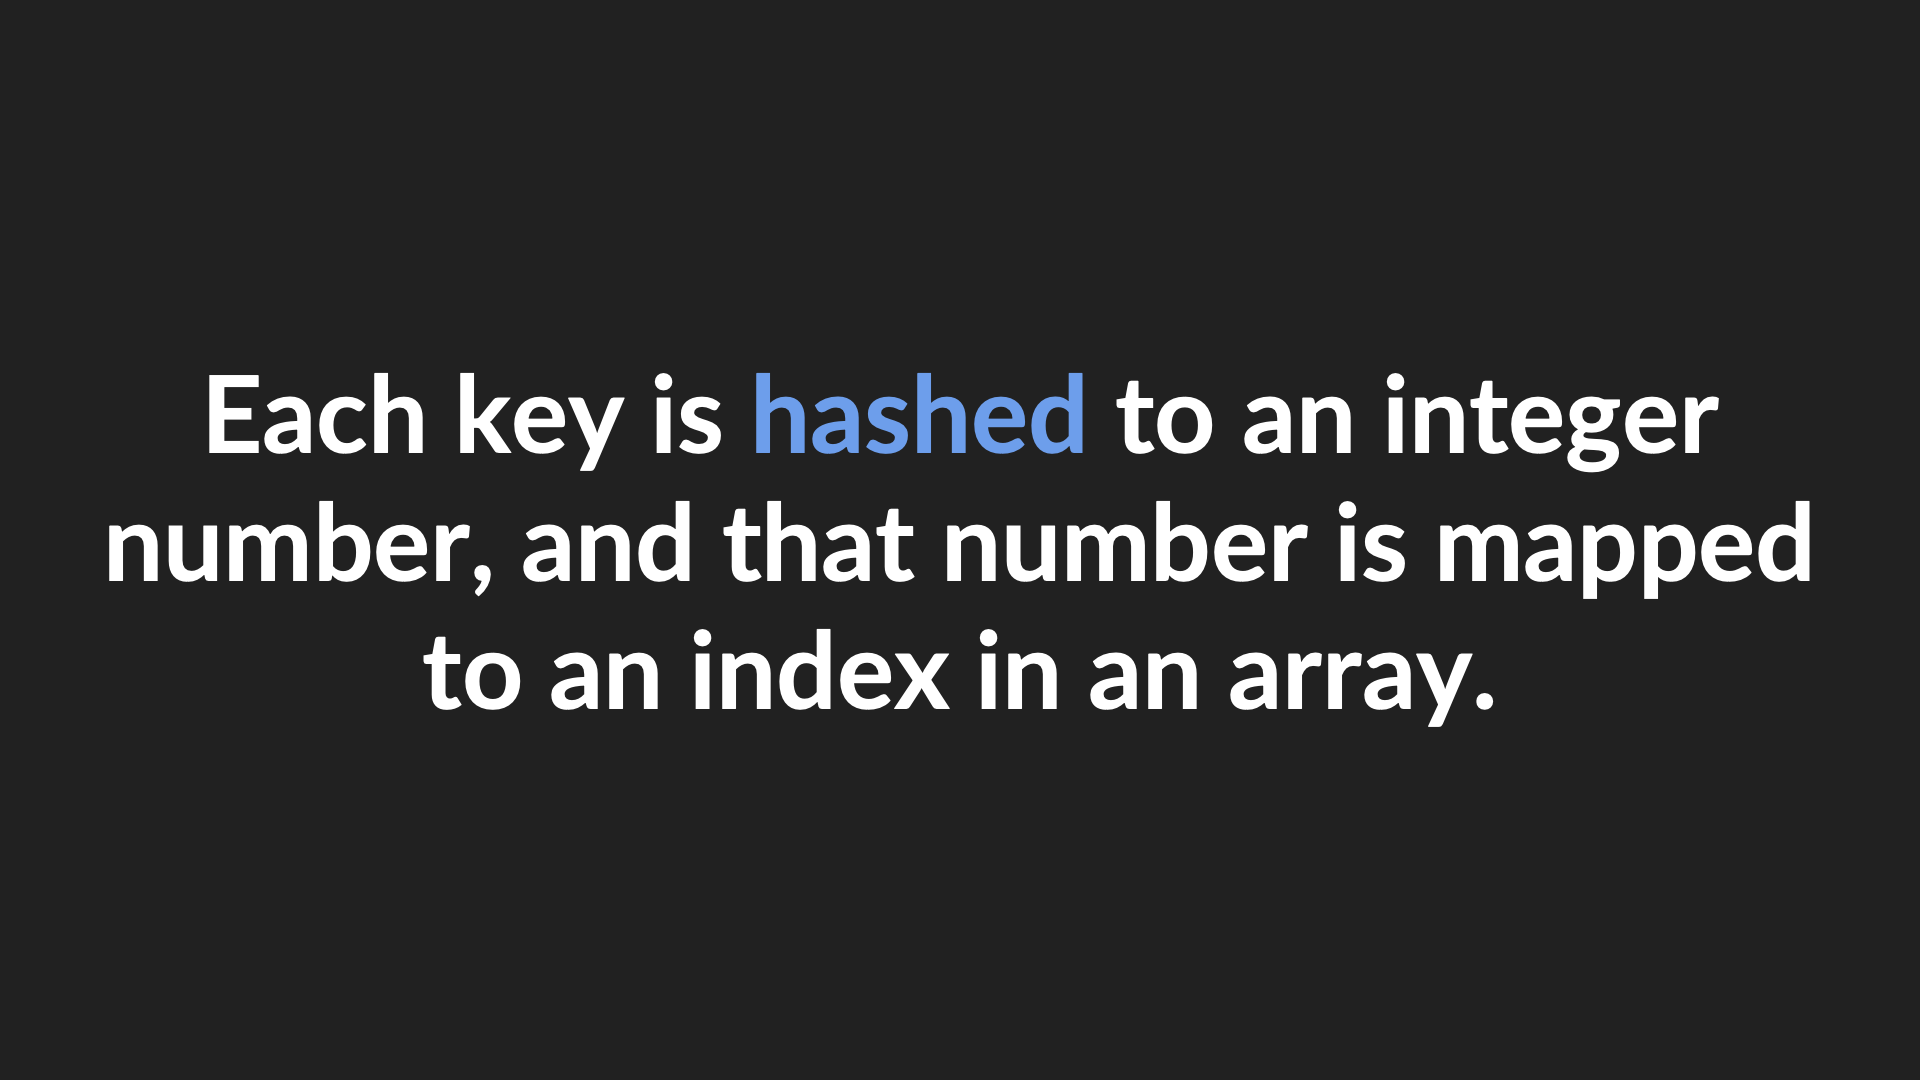 Each key is hashed to an integer
number, and that number is mapped
to an index in an array.